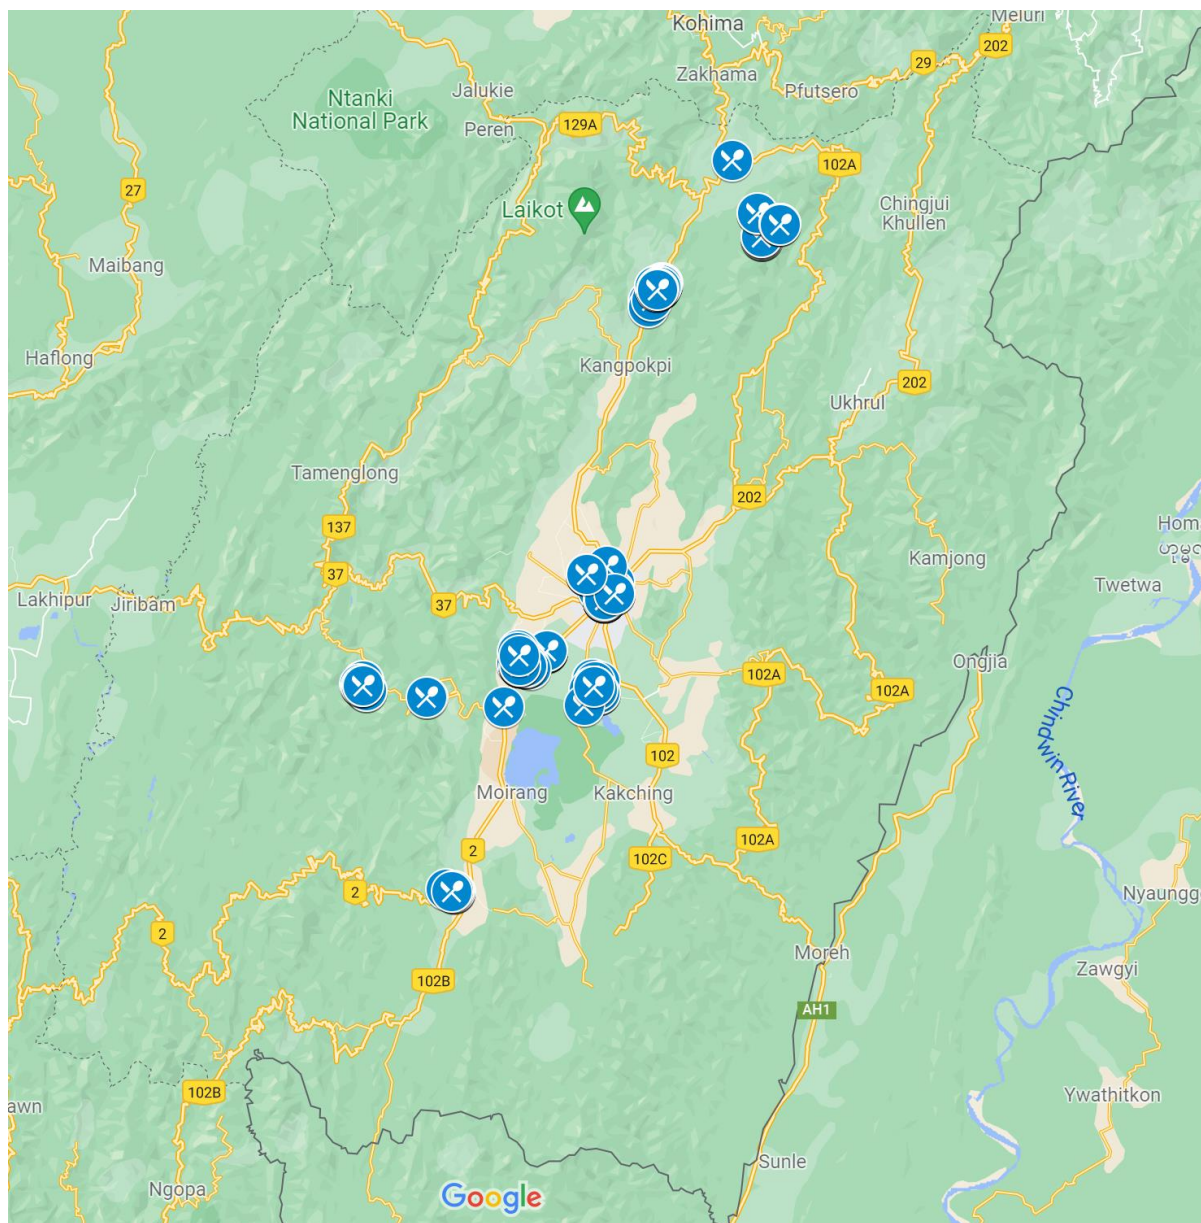 Meluri
Kohima
202
29
Zakhama
Jalukie
Pfutsero
Ntanki
National Park
Peren
129A
102A
27
Chingjui
Khullen
Laikot
Maibang
Haflong
Kangpokpi
202
Ukhrul
Tamenglong
202
137
Kamjong
37
Twetwa
Lakhipur
Jiribam
37
Ongjia
102A
102A
Chindwin River
102
Moirang
Kakching
102A
2
102C
2
Nyaungg
2
Moreh
Zawgyi
102B
AH1
102B
Ywathitkon
Sunle
Ngopa
Google